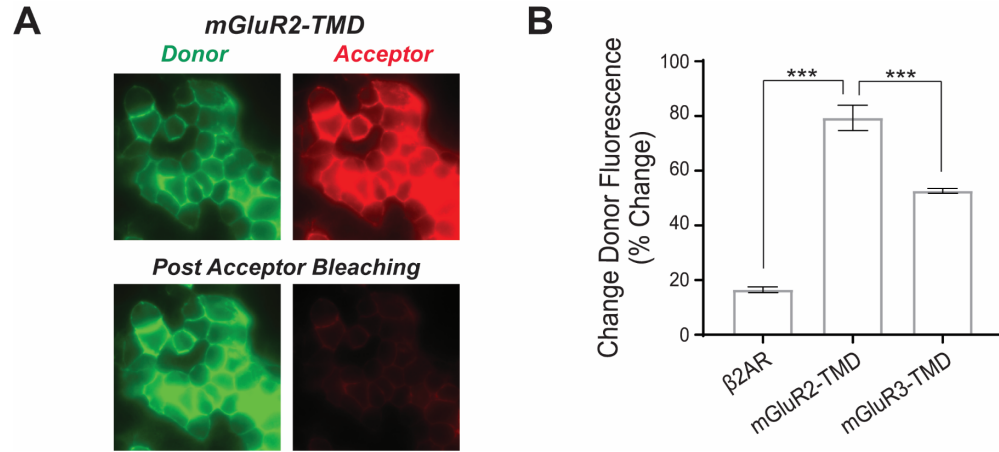 A
mGluR2-TMD
Donor
Acceptor
Post Acceptor Bleaching
B
Change Donor Fluorescence
(% Change)
100
80
60
40
20
0
***
***
β2AR
mGluR2-TMD
mGluR3-TMD